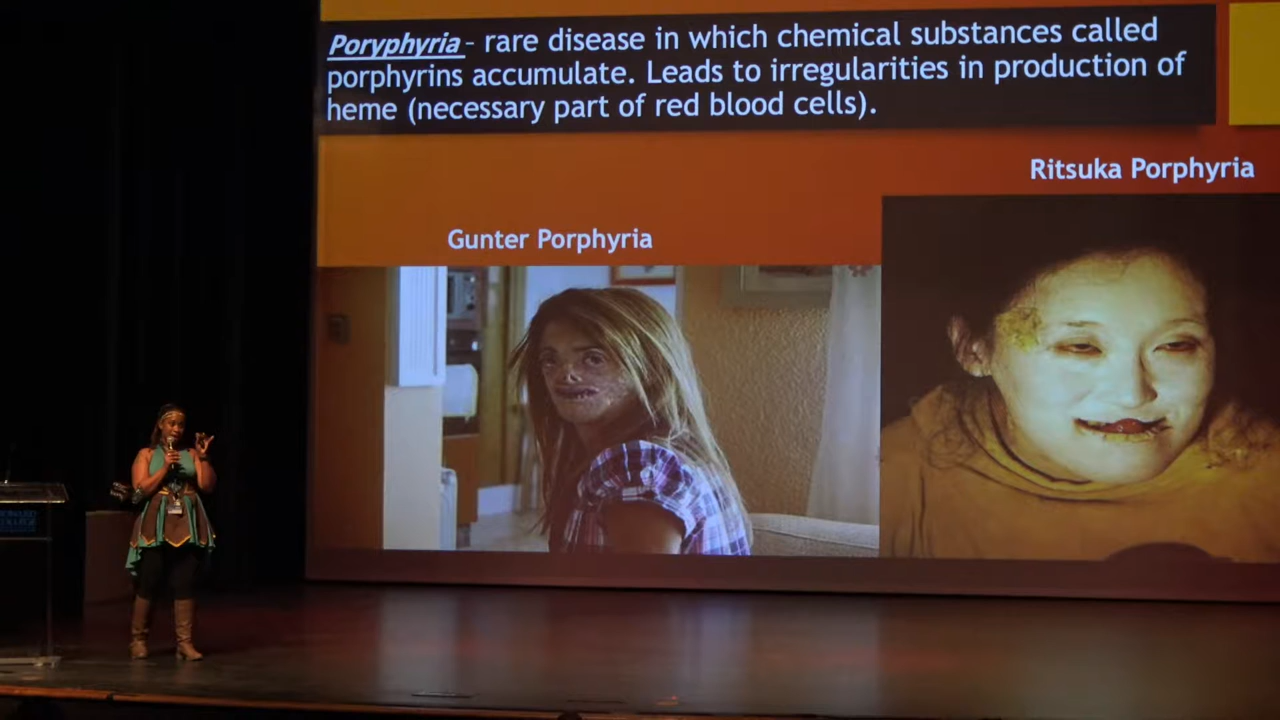 Poryphyria - rare disease in which chemical substances called
porphyrins accumulate. Leads to irregularities in production of
heme (necessary part of red blood cells).
Ritsuka Porphyria
Gunter Porphyria